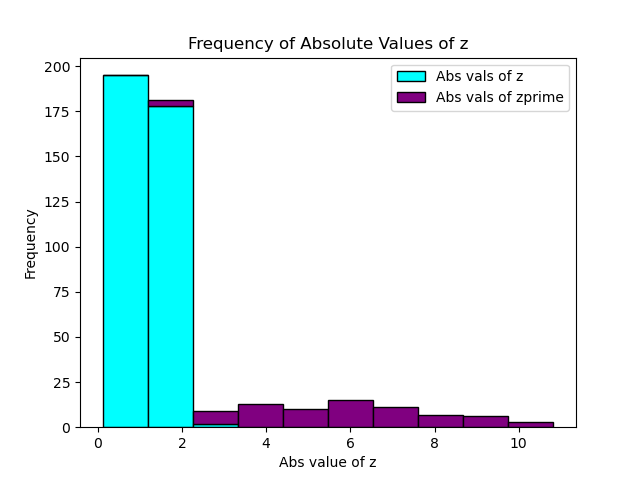 Frequency of Absolute Values of z
Abs vals of z
Abs vals of zprime
Frequency
200
175
150
125
100
75
50
25
0
0 2 4 6 8 10
Abs value of z